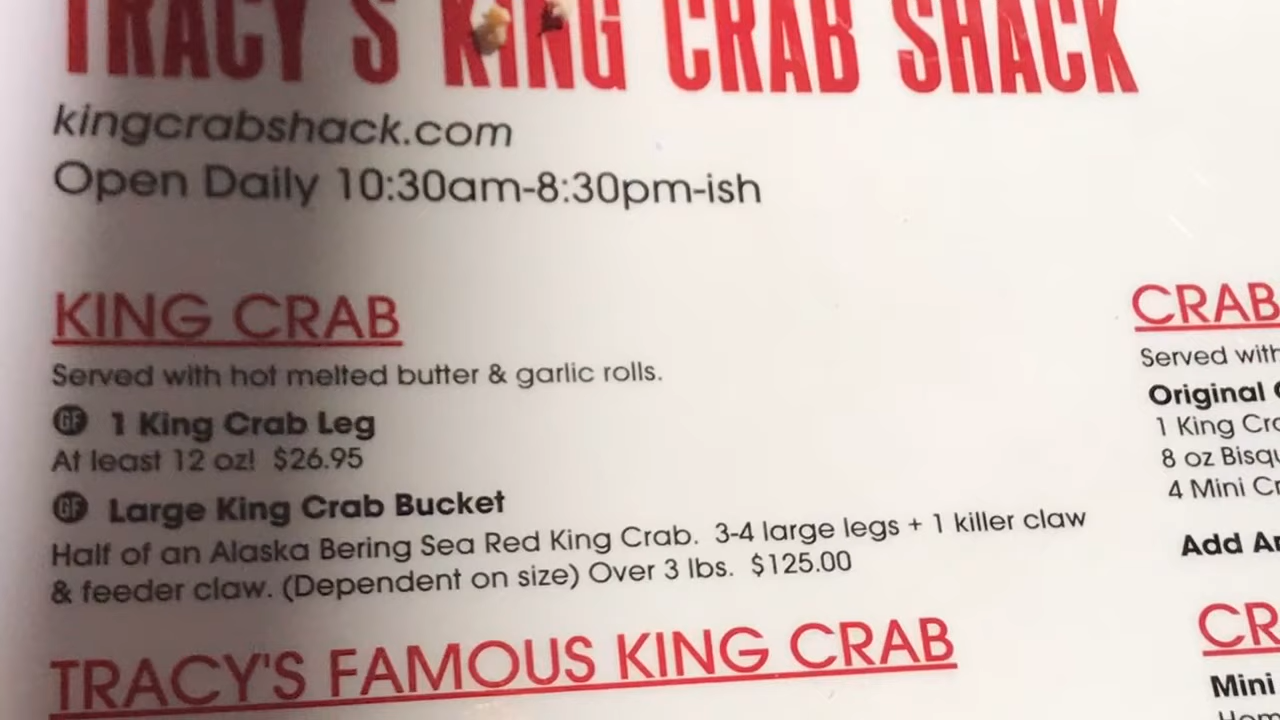 TRACY'S KING CRAB SHACK
kingcrabshack.com
Open Daily 10:30am-8:30pm-ish
KING CRAB
Served with hot melted butter & garlic rolls.
GF 1 King Crab Leg
At least 12 oz! $26.95
GF Large King Crab Bucket
Half of an Alaska Bering Sea Red King Crab. 3-4 large legs + 1 killer claw
& feeder claw. (Dependent on size) Over 3 lbs. $125.00
TRACY'S FAMOUS KING CRAB
CRAB
Served with
Original
1 King
8 oz
4 Mini
Add
Mini